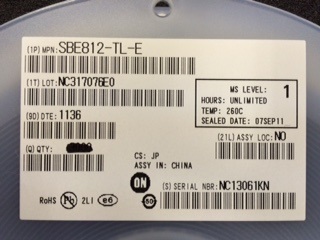 (1P) MPN: SBE812-TL-E
(1T) LOT: NC317076E0
MS LEVEL: 1
HOURS: UNLIMITED
TEMP: 260C
SEALED DATE: 07SEP11
(9D) DTE: 1136
(21L) ASSY LOC: NO
(Q) QTY:
CS: JP
ASSY IN: CHINA
ON
(S) SERIAL NBR: NC13061KN
RoHS Pb 2LI e6 50